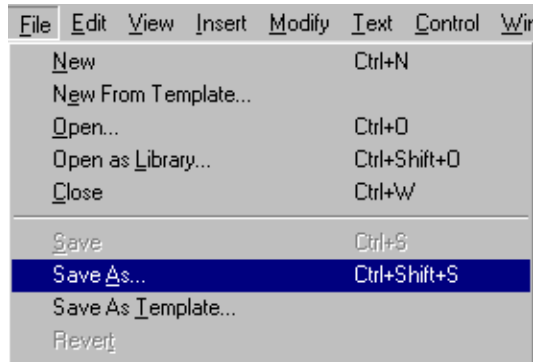 File Edit View Insert Modify Text Control
New Ctrl+N
New From Template...
Open... Ctrl+O
Open as Library... Ctrl+Shift+O
Close Ctrl+W
Save Ctrl+S
Save As... Ctrl+Shift+S
Save As Template...
Revert